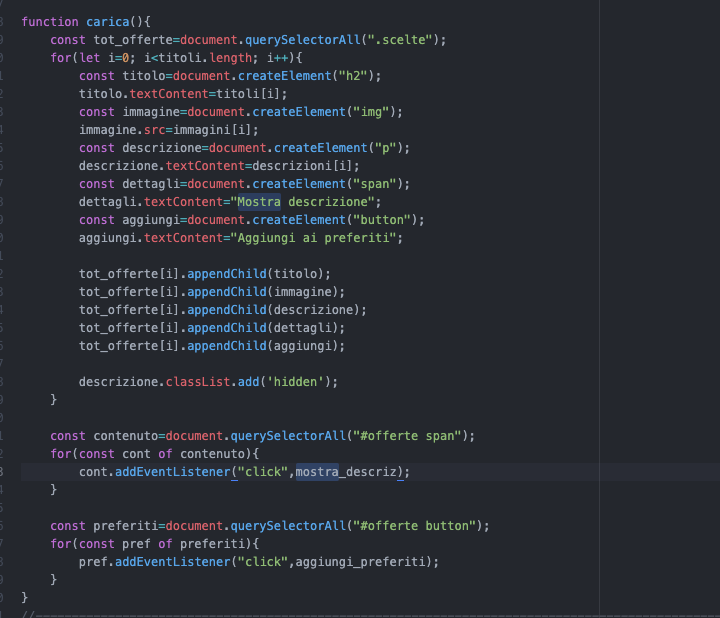 function carica(){
    const tot_offerte=document.querySelectorAll(".scelte");
    for(let i=0; i<titoli.length; i++){
        const titolo=document.createElement("h2");
        titolo.textContent=titoli[i];
        const immagine=document.createElement("img");
        immagine.src=immagini[i];
        const descrizione=document.createElement("p");
        descrizione.textContent=descrizioni[i];
        const dettagli=document.createElement("span");
        dettagli.textContent="Mostra descrizione";
        const aggiungi=document.createElement("button");
        aggiungi.textContent="Aggiungi ai preferiti";

        tot_offerte[i].appendChild(titolo);
        tot_offerte[i].appendChild(immagine);
        tot_offerte[i].appendChild(descrizione);
        tot_offerte[i].appendChild(dettagli);
        tot_offerte[i].appendChild(aggiungi);

        descrizione.classList.add('hidden');
    }

    const contenuto=document.querySelectorAll("#offerte span");
    for(const cont of contenuto){
        cont.addEventListener("click",mostra_descriz);
    }

    const preferiti=document.querySelectorAll("#offerte button");
    for(const pref of preferiti){
        pref.addEventListener("click",aggiungi_preferiti);
    }
}